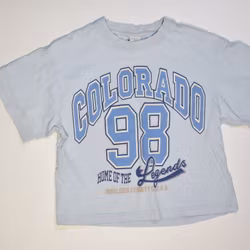 COLORADO
98
HOME OF THE Legends